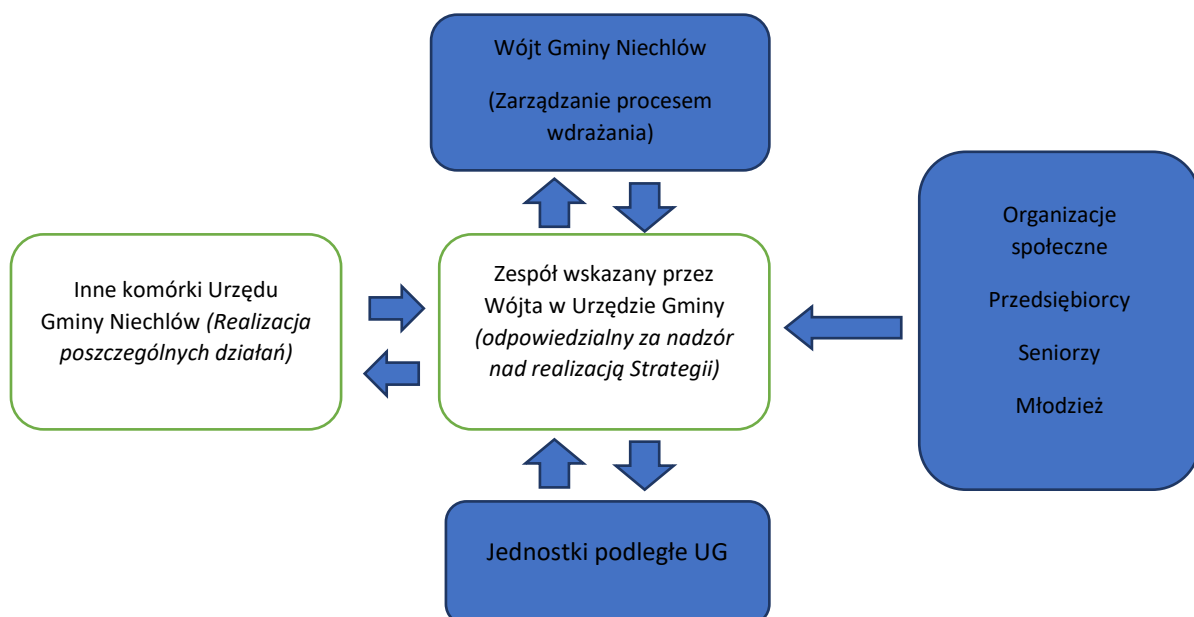 Wójt Gminy Niechlów
(Zarządzanie procesem
wdrażania)
Inne komórki Urzędu
Gminy Niechlów (Realizacja
poszczególnych działań)
Zespół wskazany przez
Wójta w Urzędzie Gminy
(odpowiedzialny za nadzór
nad realizacją Strategii)
Organizacje
społeczne
Przedsiębiorcy
Seniorzy
Młodzież
Jednostki podległe UG